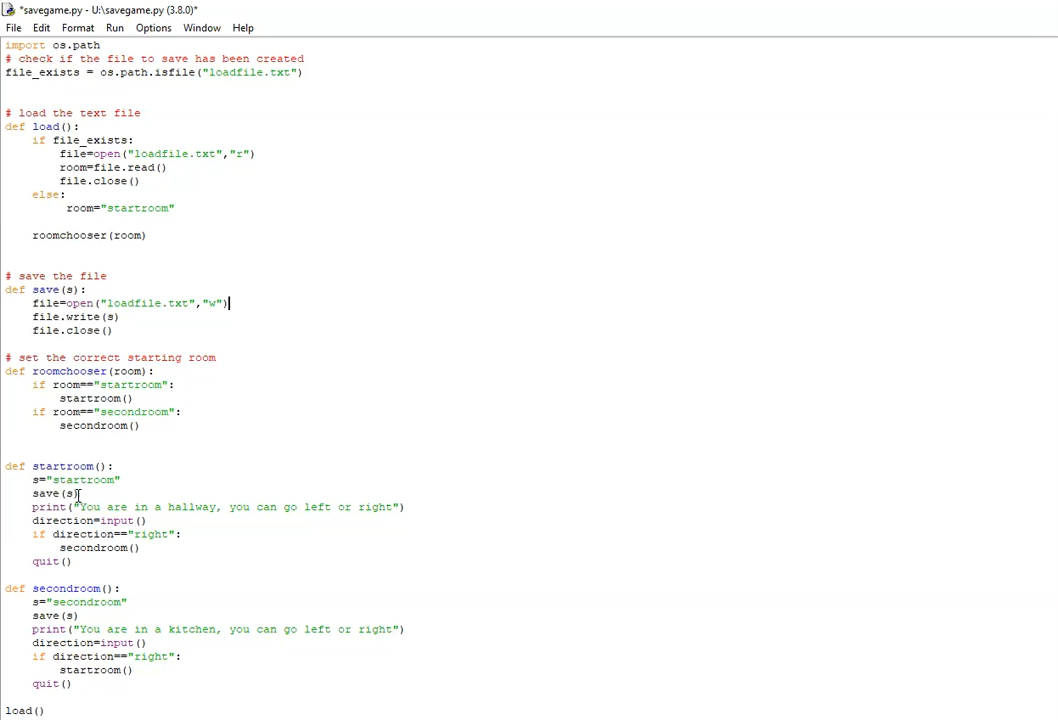 *savegame.py - U:\savegame.py (3.8.0)*
File Edit Format Run Options Window Help
import os.path
# check if the file to save has been created
file_exists = os.path.isfile("loadfile.txt")
# load the text file
def load():
    if file_exists:
        file=open("loadfile.txt","r")
        room=file.read()
        file.close()
    else:
         room="startroom"
    roomchooser(room)
# save the file
def save(s):
    file=open("loadfile.txt","w")
    file.write(s)
    file.close()
# set the correct starting room
def roomchooser(room):
    if room=="startroom":
        startroom()
    if room=="secondroom":
        secondroom()
def startroom():
    s="startroom"
    save(s)
    print("You are in a hallway, you can go left or right")
    direction=input()
    if direction=="right":
        secondroom()
    quit()
def secondroom():
    s="secondroom"
    save(s)
    print("You are in a kitchen, you can go left or right")
    direction=input()
    if direction=="right":
        startroom()
    quit()
load()